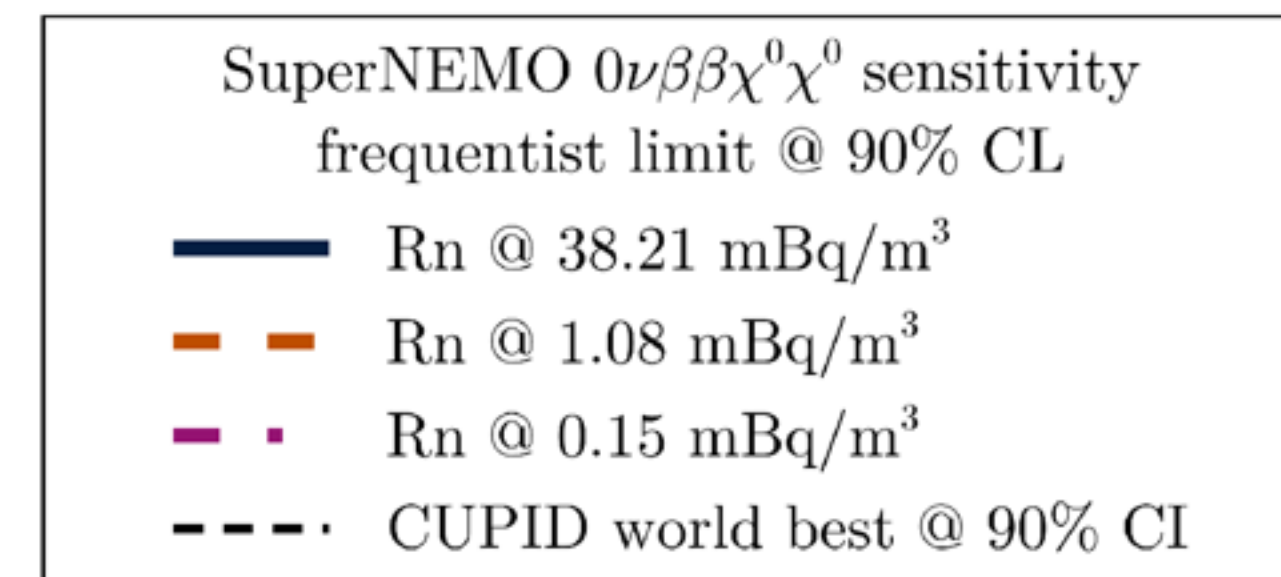 SuperNEMO 0νββχ⁰χ⁰ sensitivity
frequentist limit @ 90% CL
Rn @ 38.21 mBq/m³
Rn @ 1.08 mBq/m³
Rn @ 0.15 mBq/m³
CUPID world best @ 90% CI